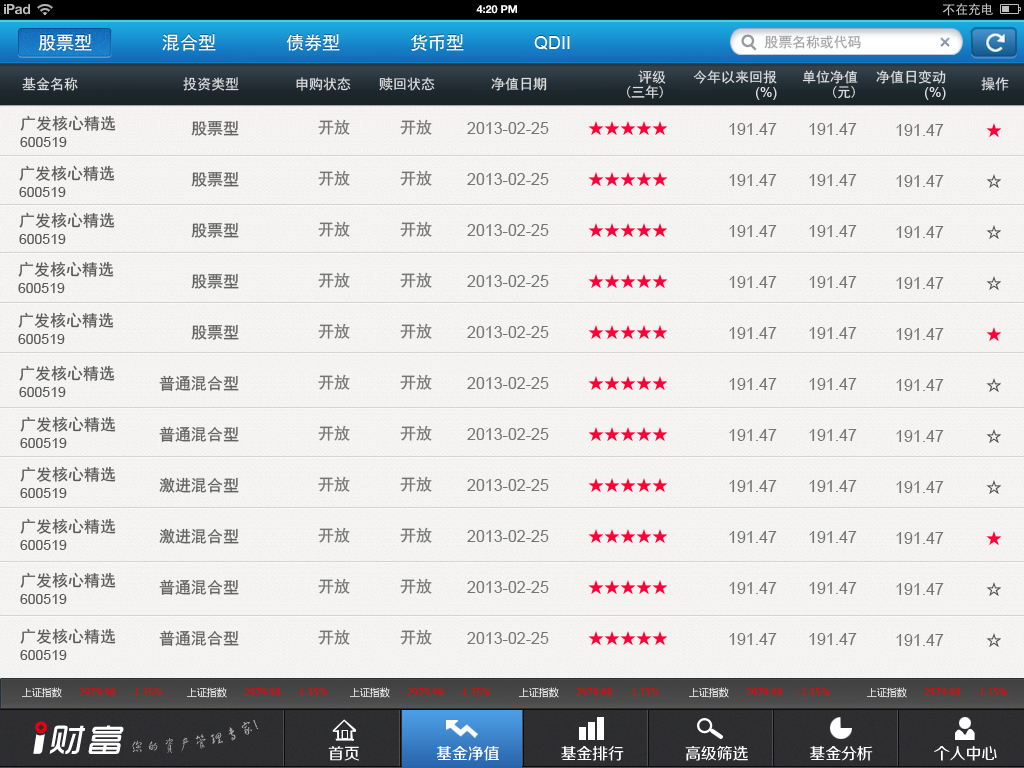 iPad 4:20 PM 不在充电
股票型 混合型 债券型 货币型 QDII 股票名称或代码
基金名称 投资类型 申购状态 赎回状态 净值日期 评级(三年) 今年以来回报(%) 单位净值(元) 净值日变动(%) 操作
广发核心精选 股票型 开放 开放 2013-02-25 ★★★★★ 191.47 191.47 191.47 ★
600519
广发核心精选 股票型 开放 开放 2013-02-25 ★★★★★ 191.47 191.47 191.47 ☆
600519
广发核心精选 股票型 开放 开放 2013-02-25 ★★★★★ 191.47 191.47 191.47 ☆
600519
广发核心精选 股票型 开放 开放 2013-02-25 ★★★★★ 191.47 191.47 191.47 ☆
600519
广发核心精选 股票型 开放 开放 2013-02-25 ★★★★★ 191.47 191.47 191.47 ★
600519
广发核心精选 普通混合型 开放 开放 2013-02-25 ★★★★★ 191.47 191.47 191.47 ☆
600519
广发核心精选 普通混合型 开放 开放 2013-02-25 ★★★★★ 191.47 191.47 191.47 ☆
600519
广发核心精选 激进混合型 开放 开放 2013-02-25 ★★★★★ 191.47 191.47 191.47 ☆
600519
广发核心精选 激进混合型 开放 开放 2013-02-25 ★★★★★ 191.47 191.47 191.47 ★
600519
广发核心精选 普通混合型 开放 开放 2013-02-25 ★★★★★ 191.47 191.47 191.47 ☆
600519
广发核心精选 普通混合型 开放 开放 2013-02-25 ★★★★★ 191.47 191.47 191.47 ☆
600519
上证指数 上证指数 上证指数 上证指数 上证指数 上证指数
i财富 你的资产管理专家! 首页 基金净值 基金排行 高级筛选 基金分析 个人中心